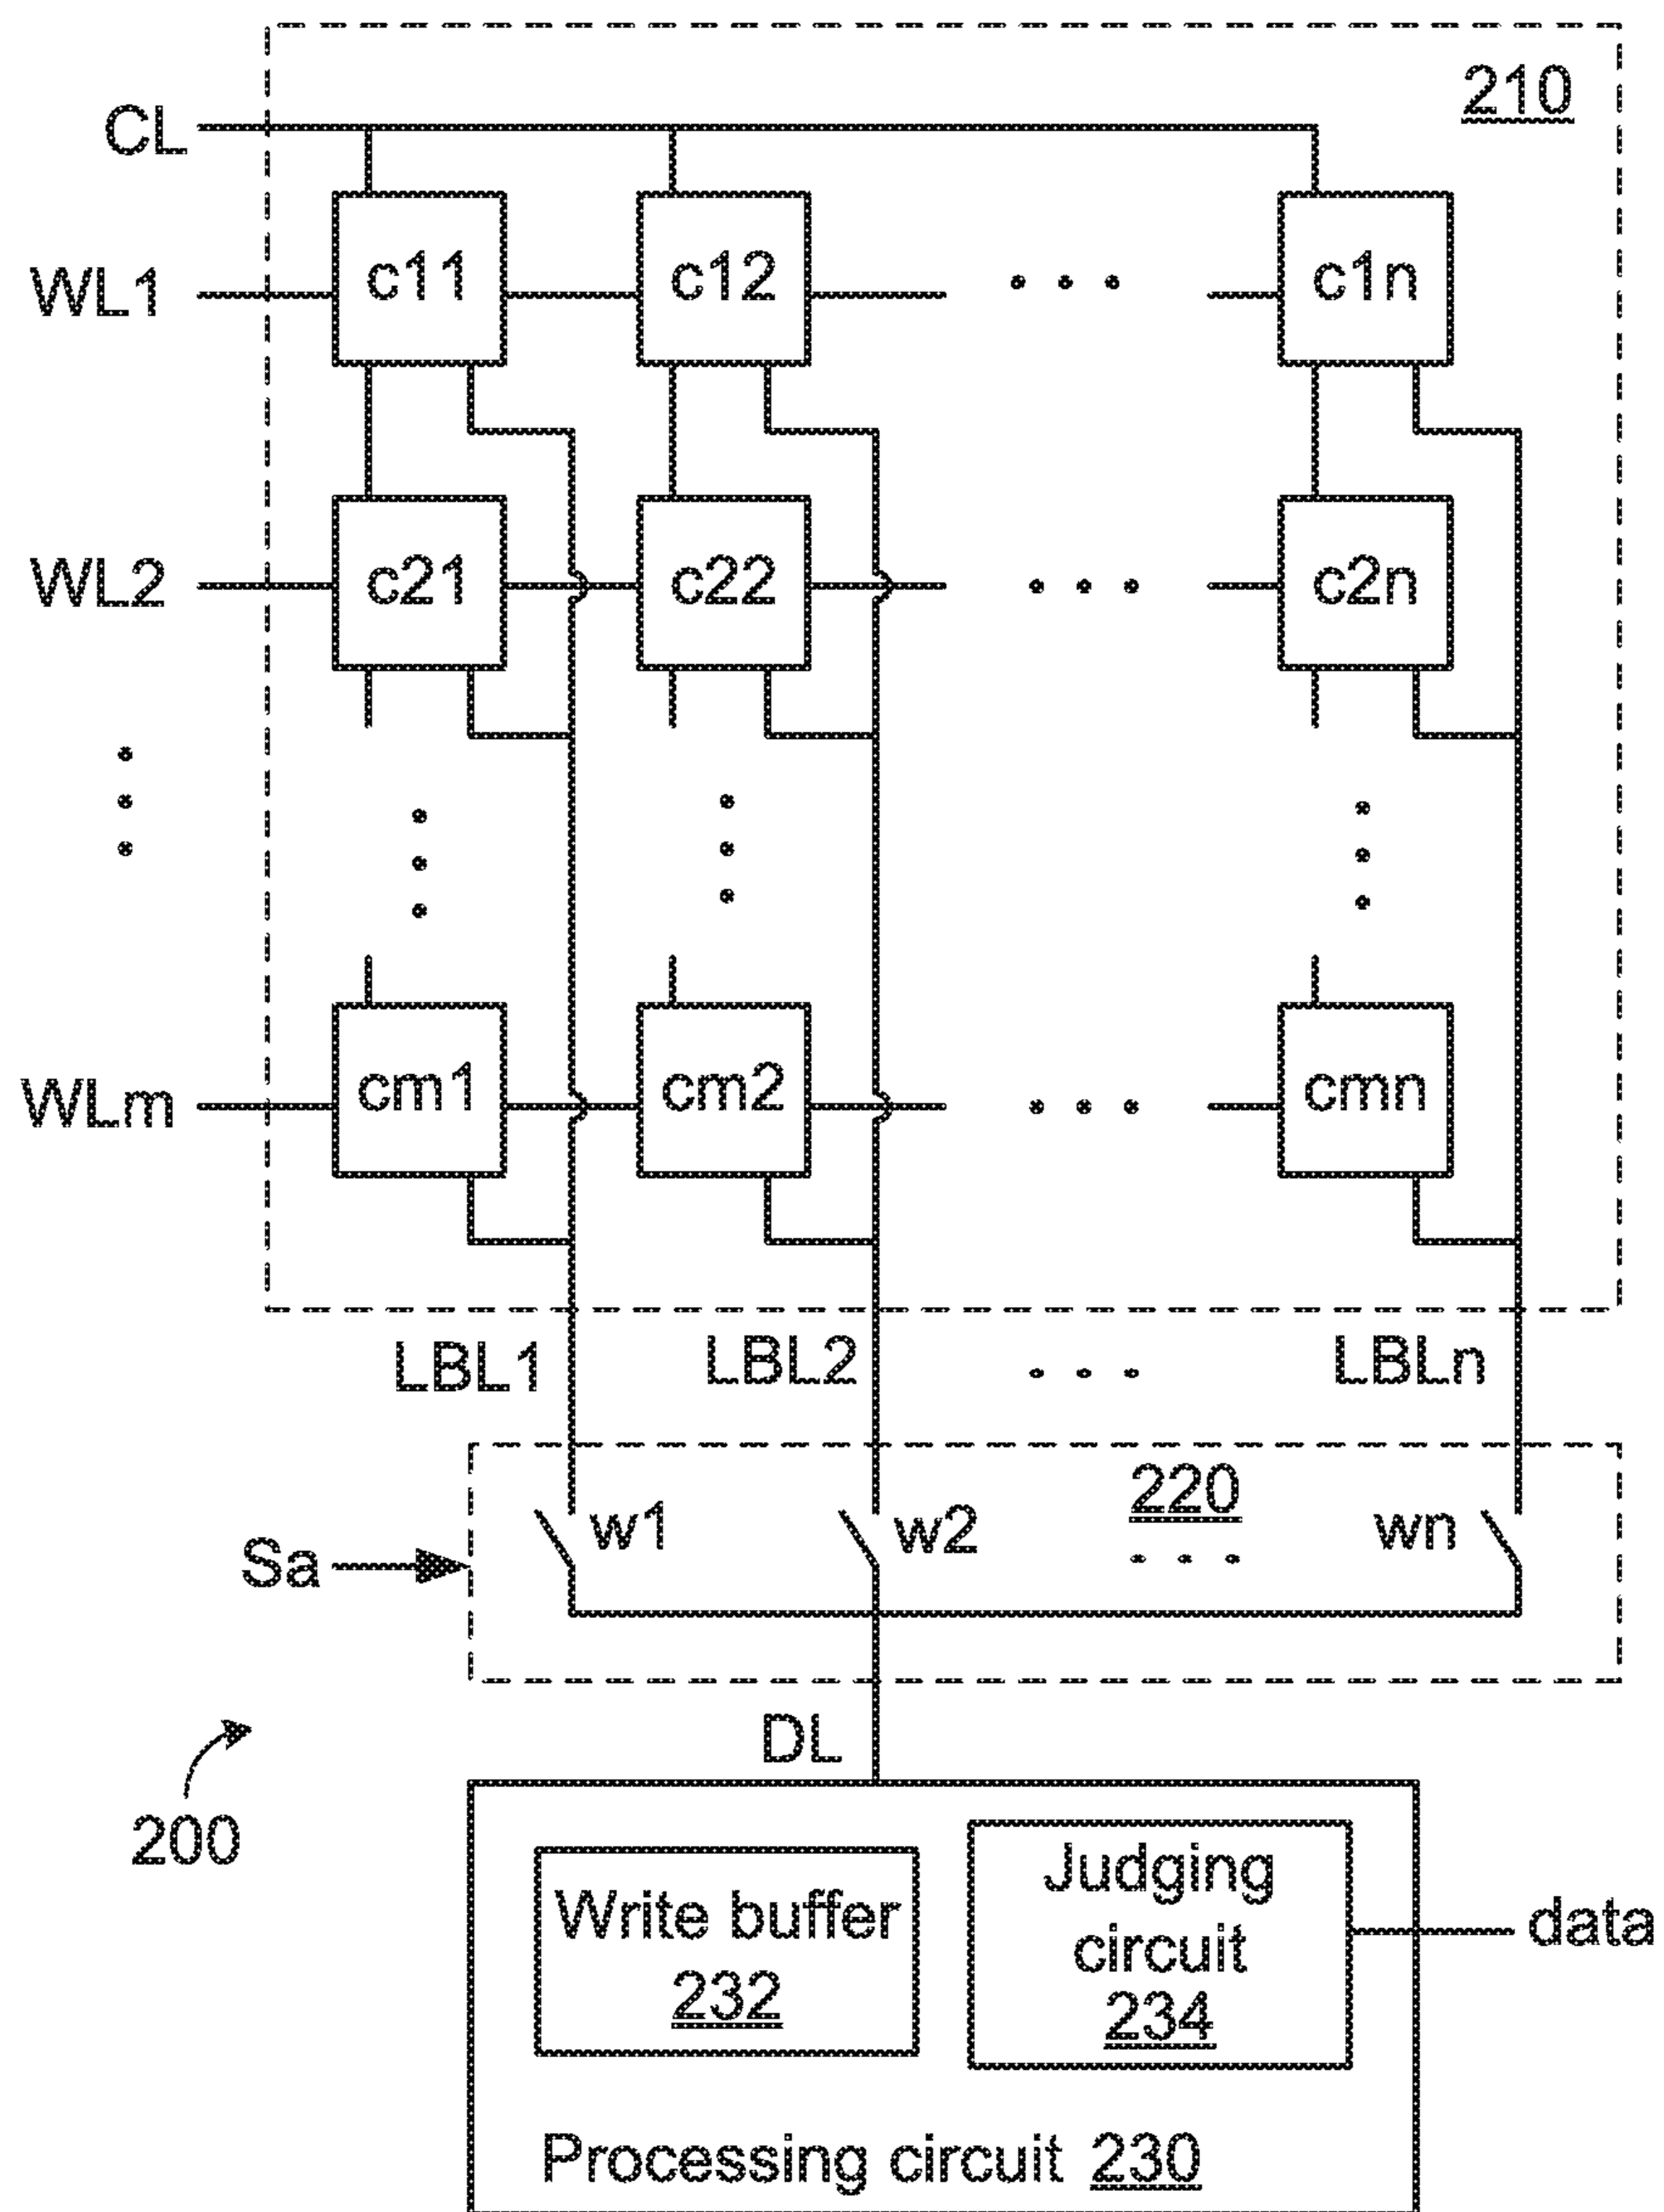 210
CL
WL1 c11 c12 ... c1n
WL2 c21 c22 ... c2n
WLm cm1 cm2 ... cmn
LBL1 LBL2 ... LBLn
220
Sa w1 w2 ... wn
DL
200
Write buffer
232
Judging
circuit
234
data
Processing circuit 230